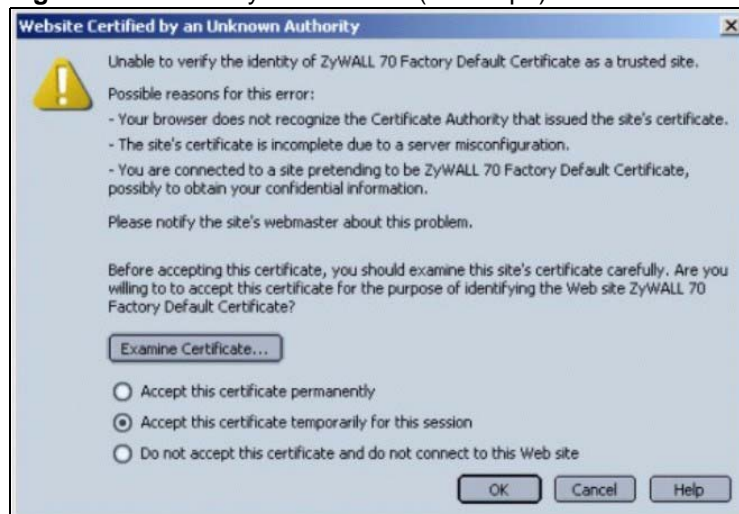 Website Certified by an Unknown Authority
Unable to verify the identity of ZyWALL 70 Factory Default Certificate as a trusted site.
Possible reasons for this error:
- Your browser does not recognize the Certificate Authority that issued the site's certificate.
- The site's certificate is incomplete due to a server misconfiguration.
- You are connected to a site pretending to be ZyWALL 70 Factory Default Certificate,
possibly to obtain your confidential information.
Please notify the site's webmaster about this problem.
Before accepting this certificate, you should examine this site's certificate carefully. Are you
willing to to accept this certificate for the purpose of identifying the Web site ZyWALL 70
Factory Default Certificate?
Examine Certificate...
Accept this certificate permanently
Accept this certificate temporarily for this session
Do not accept this certificate and do not connect to this Web site
OK Cancel Help